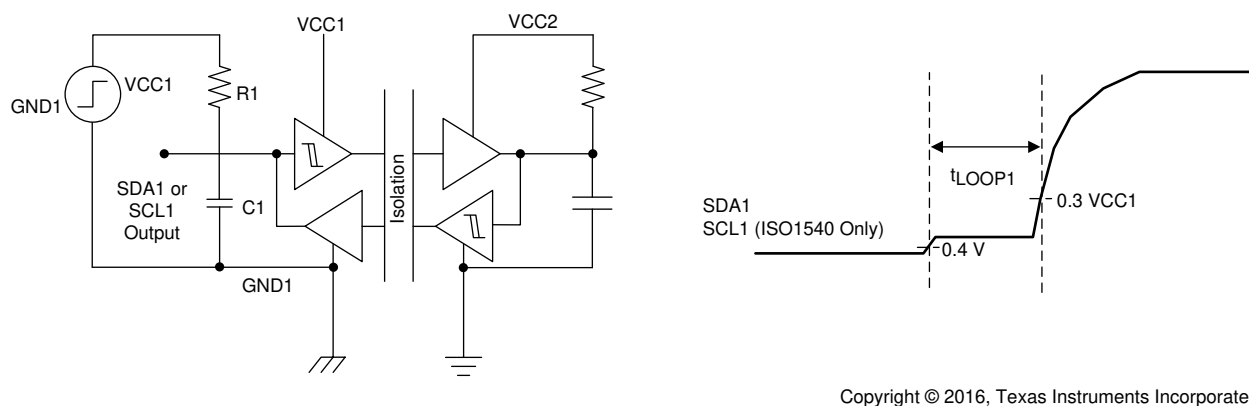 VCC1
VCC2
VCC1
GND1
R1
SDA1 or
SCL1
Output
C1
Isolation
GND1
tLOOP1
0.3 VCC1
SDA1
SCL1 (ISO1540 Only)
0.4 V
Copyright © 2016, Texas Instruments Incorporate